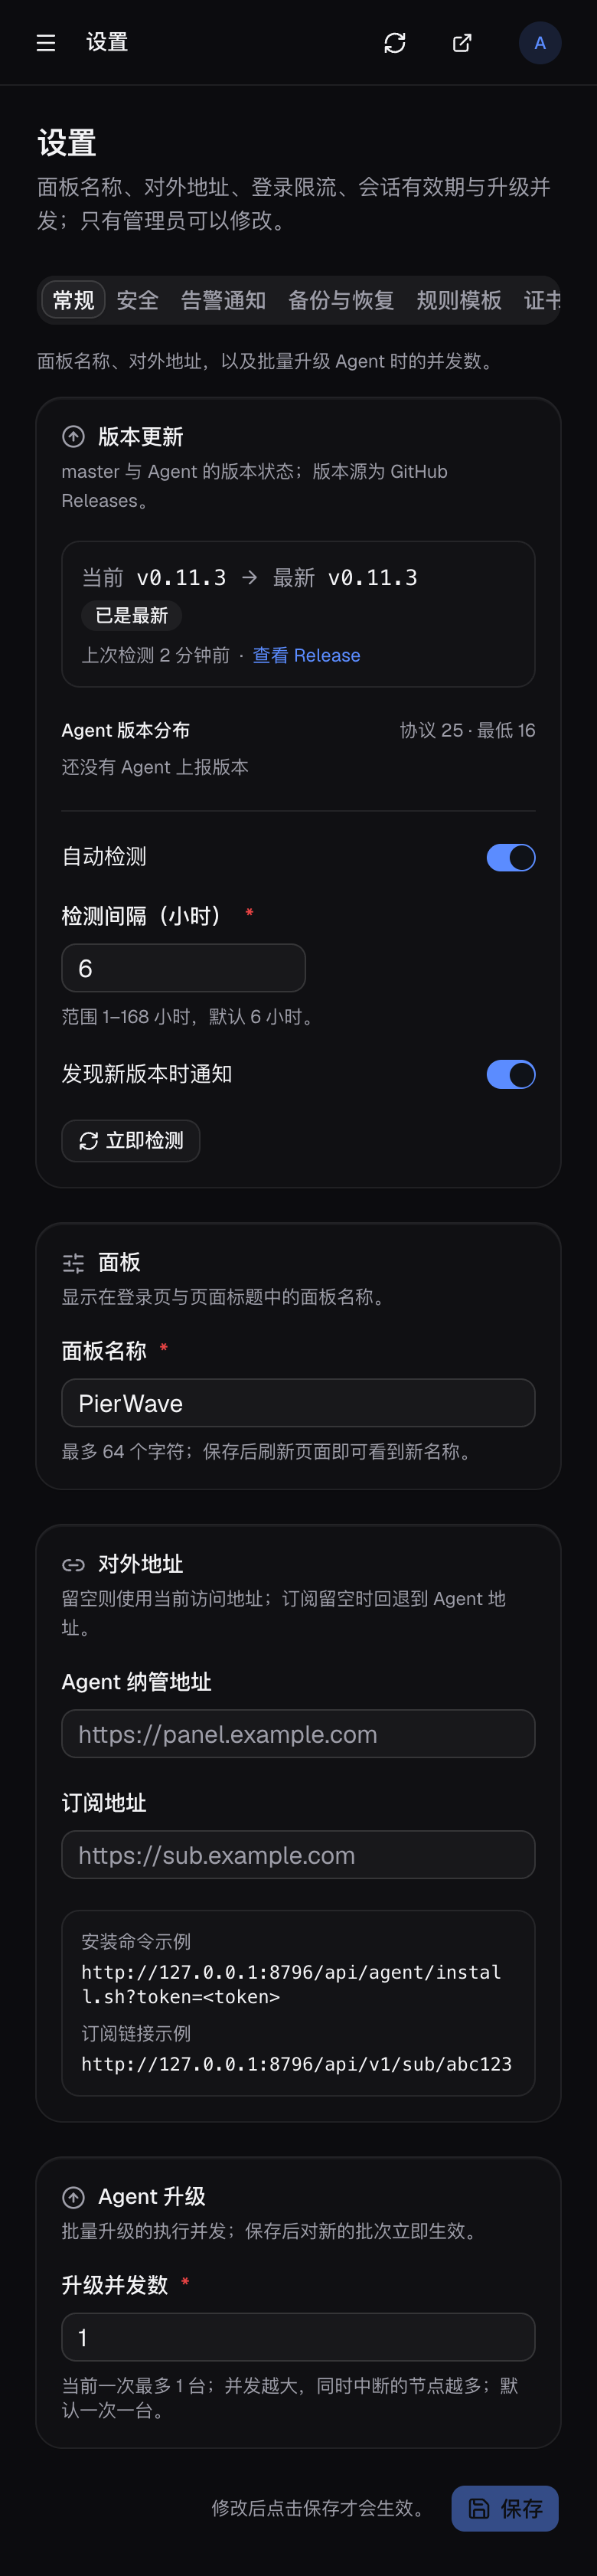 设置
A
设置
面板名称、对外地址、登录限流、会话有效期与升级并
发；只有管理员可以修改。
常规 安全 告警通知 备份与恢复 规则模板 证书
面板名称、对外地址，以及批量升级 Agent 时的并发数。
版本更新
master 与 Agent 的版本状态；版本源为 GitHub
Releases。
当前 v0.11.3 → 最新 v0.11.3
已是最新
上次检测 2 分钟前 · 查看 Release
Agent 版本分布 协议 25 · 最低 16
还没有 Agent 上报版本
自动检测
检测间隔（小时） *
6
范围 1–168 小时，默认 6 小时。
发现新版本时通知
立即检测
面板
显示在登录页与页面标题中的面板名称。
面板名称 *
PierWave
最多 64 个字符；保存后刷新页面即可看到新名称。
对外地址
留空则使用当前访问地址；订阅留空时回退到 Agent 地
址。
Agent 纳管地址
https://panel.example.com
订阅地址
https://sub.example.com
安装命令示例
http://127.0.0.1:8796/api/agent/instal
l.sh?token=<token>
订阅链接示例
http://127.0.0.1:8796/api/v1/sub/abc123
Agent 升级
批量升级的执行并发；保存后对新的批次立即生效。
升级并发数 *
1
当前一次最多 1 台；并发越大，同时中断的节点越多；默
认一次一台。
修改后点击保存才会生效。 保存